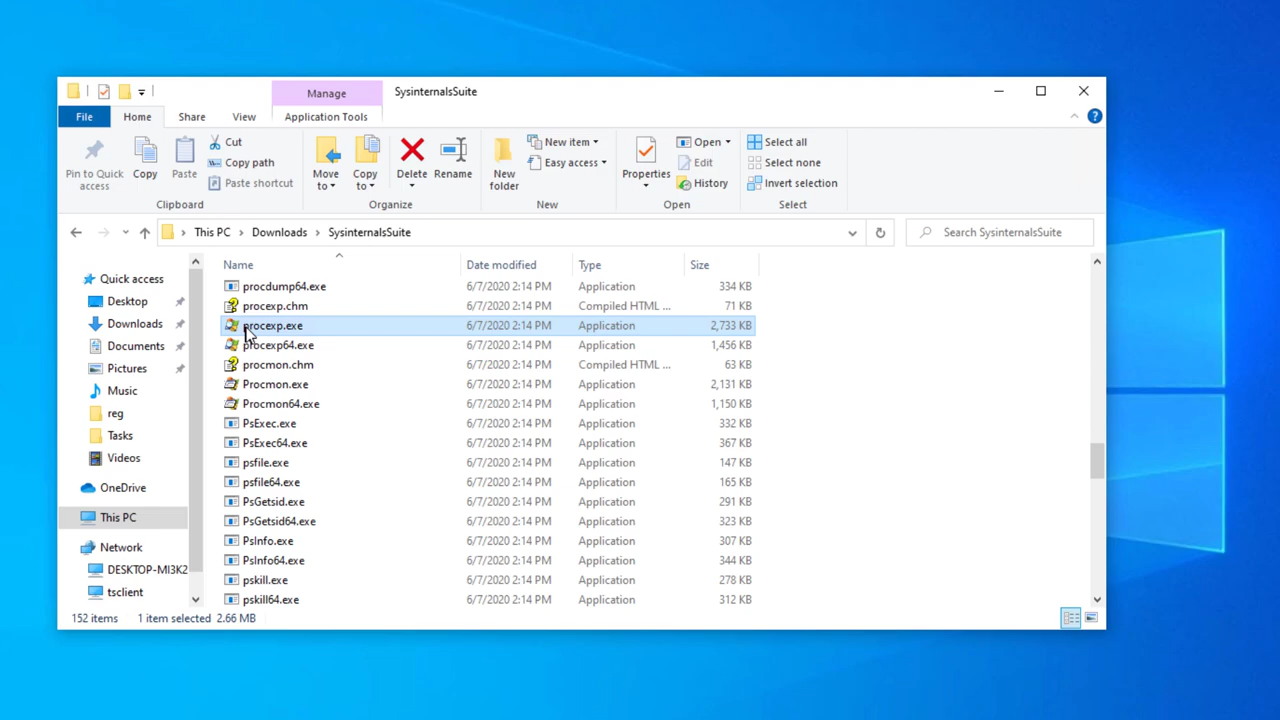 Manage
SysinternalsSuite
File
Home
Share
View
Application Tools
Pin to Quick
access
Copy
Paste
Cut
Copy path
Paste shortcut
Clipboard
Move
to
Copy
to
Delete
Rename
Organize
New
folder
New item
Easy access
New
Properties
Open
Edit
History
Open
Select all
Select none
Invert selection
Select
This PC
Downloads
SysinternalsSuite
Search SysinternalsSuite
Quick access
Desktop
Downloads
Documents
Pictures
Music
reg
Tasks
Videos
OneDrive
This PC
Network
DESKTOP-MI3K2
tsclient
Name Date modified Type Size
procdump64.exe 6/7/2020 2:14 PM Application 334 KB
procexp.chm 6/7/2020 2:14 PM Compiled HTML ... 71 KB
procexp.exe 6/7/2020 2:14 PM Application 2,733 KB
procexp64.exe 6/7/2020 2:14 PM Application 1,456 KB
procmon.chm 6/7/2020 2:14 PM Compiled HTML ... 63 KB
Procmon.exe 6/7/2020 2:14 PM Application 2,131 KB
Procmon64.exe 6/7/2020 2:14 PM Application 1,150 KB
PsExec.exe 6/7/2020 2:14 PM Application 332 KB
PsExec64.exe 6/7/2020 2:14 PM Application 367 KB
psfile.exe 6/7/2020 2:14 PM Application 147 KB
psfile64.exe 6/7/2020 2:14 PM Application 165 KB
PsGetsid.exe 6/7/2020 2:14 PM Application 291 KB
PsGetsid64.exe 6/7/2020 2:14 PM Application 323 KB
PsInfo.exe 6/7/2020 2:14 PM Application 307 KB
PsInfo64.exe 6/7/2020 2:14 PM Application 344 KB
pskill.exe 6/7/2020 2:14 PM Application 278 KB
pskill64.exe 6/7/2020 2:14 PM Application 312 KB
152 items 1 item selected 2.66 MB